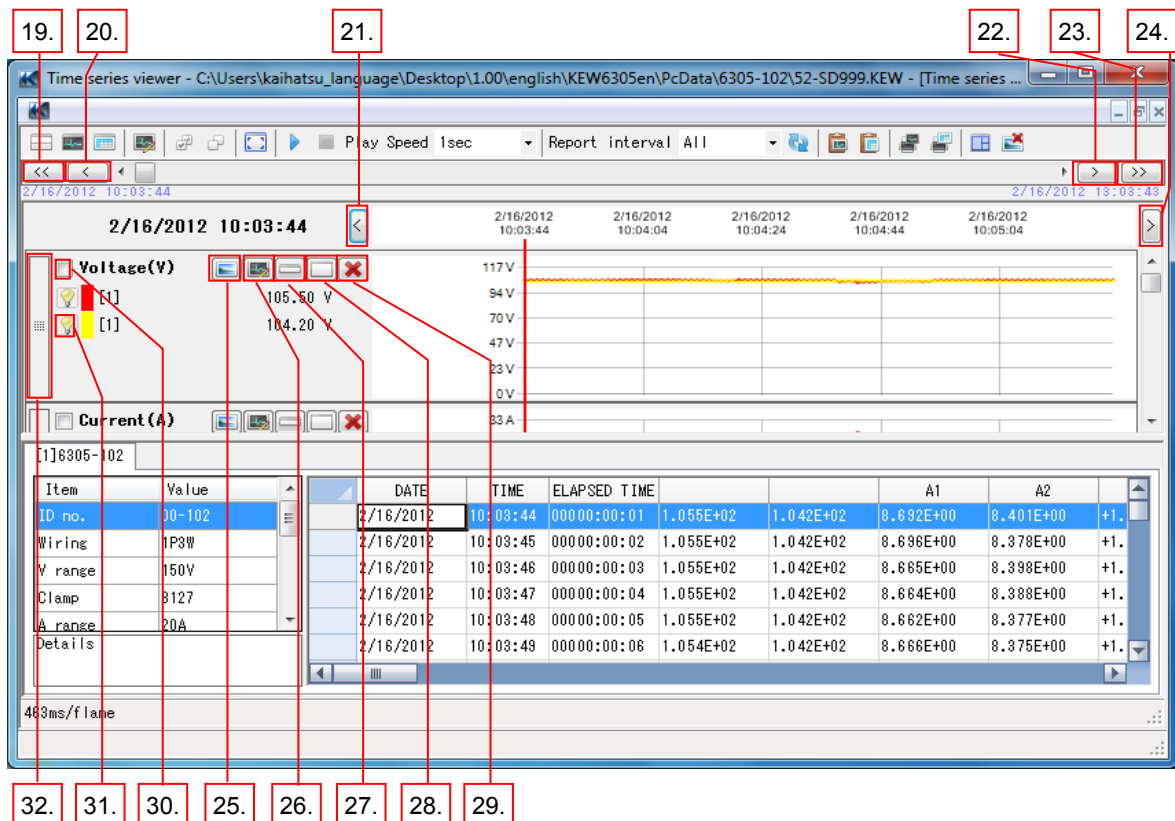 19. 20. 21. 22. 23. 24.
Time series viewer - C:\Users\kaihatsu_language\Desktop\1.00\english\KEW6305en\PcData\6305-102\52-SD999.KEW - [Time series ...
Play Speed 1sec Report interval All
<< < > >>
2/16/2012 10:03:44 2/16/2012 13:03:43
2/16/2012 10:03:44 < 2/16/2012 2/16/2012 2/16/2012 2/16/2012 2/16/2012 >
10:03:44 10:04:04 10:04:24 10:04:44 10:05:04
Voltage(V) 117 V
[1] 105.50 V 94 V
[1] 104.20 V 70 V
47 V
23 V
0 V
Current(A) 33 A
[1]6305-102
Item Value DATE TIME ELAPSED TIME A1 A2
ID no. 00-102 2/16/2012 10:03:44 00000:00:01 1.055E+02 1.042E+02 8.692E+00 8.401E+00 +1.
Wiring 1P3W 2/16/2012 10:03:45 00000:00:02 1.055E+02 1.042E+02 8.696E+00 8.378E+00 +1.
V range 150V 2/16/2012 10:03:46 00000:00:03 1.055E+02 1.042E+02 8.665E+00 8.398E+00 +1.
Clamp 8127 2/16/2012 10:03:47 00000:00:04 1.055E+02 1.042E+02 8.664E+00 8.388E+00 +1.
A range 20A 2/16/2012 10:03:48 00000:00:05 1.055E+02 1.042E+02 8.662E+00 8.377E+00 +1.
Details 2/16/2012 10:03:49 00000:00:06 1.054E+02 1.042E+02 8.666E+00 8.375E+00 +1.
463ms/flame
32. 31. 30. 25. 26. 27. 28. 29.